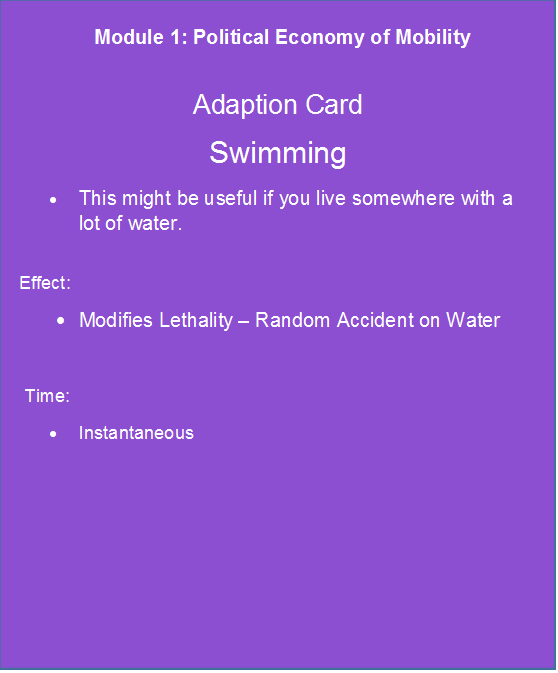 Module 1: Political Economy of Mobility
Adaption Card
Swimming
• This might be useful if you live somewhere with a
lot of water.
Effect:
• Modifies Lethality – Random Accident on Water
Time:
• Instantaneous